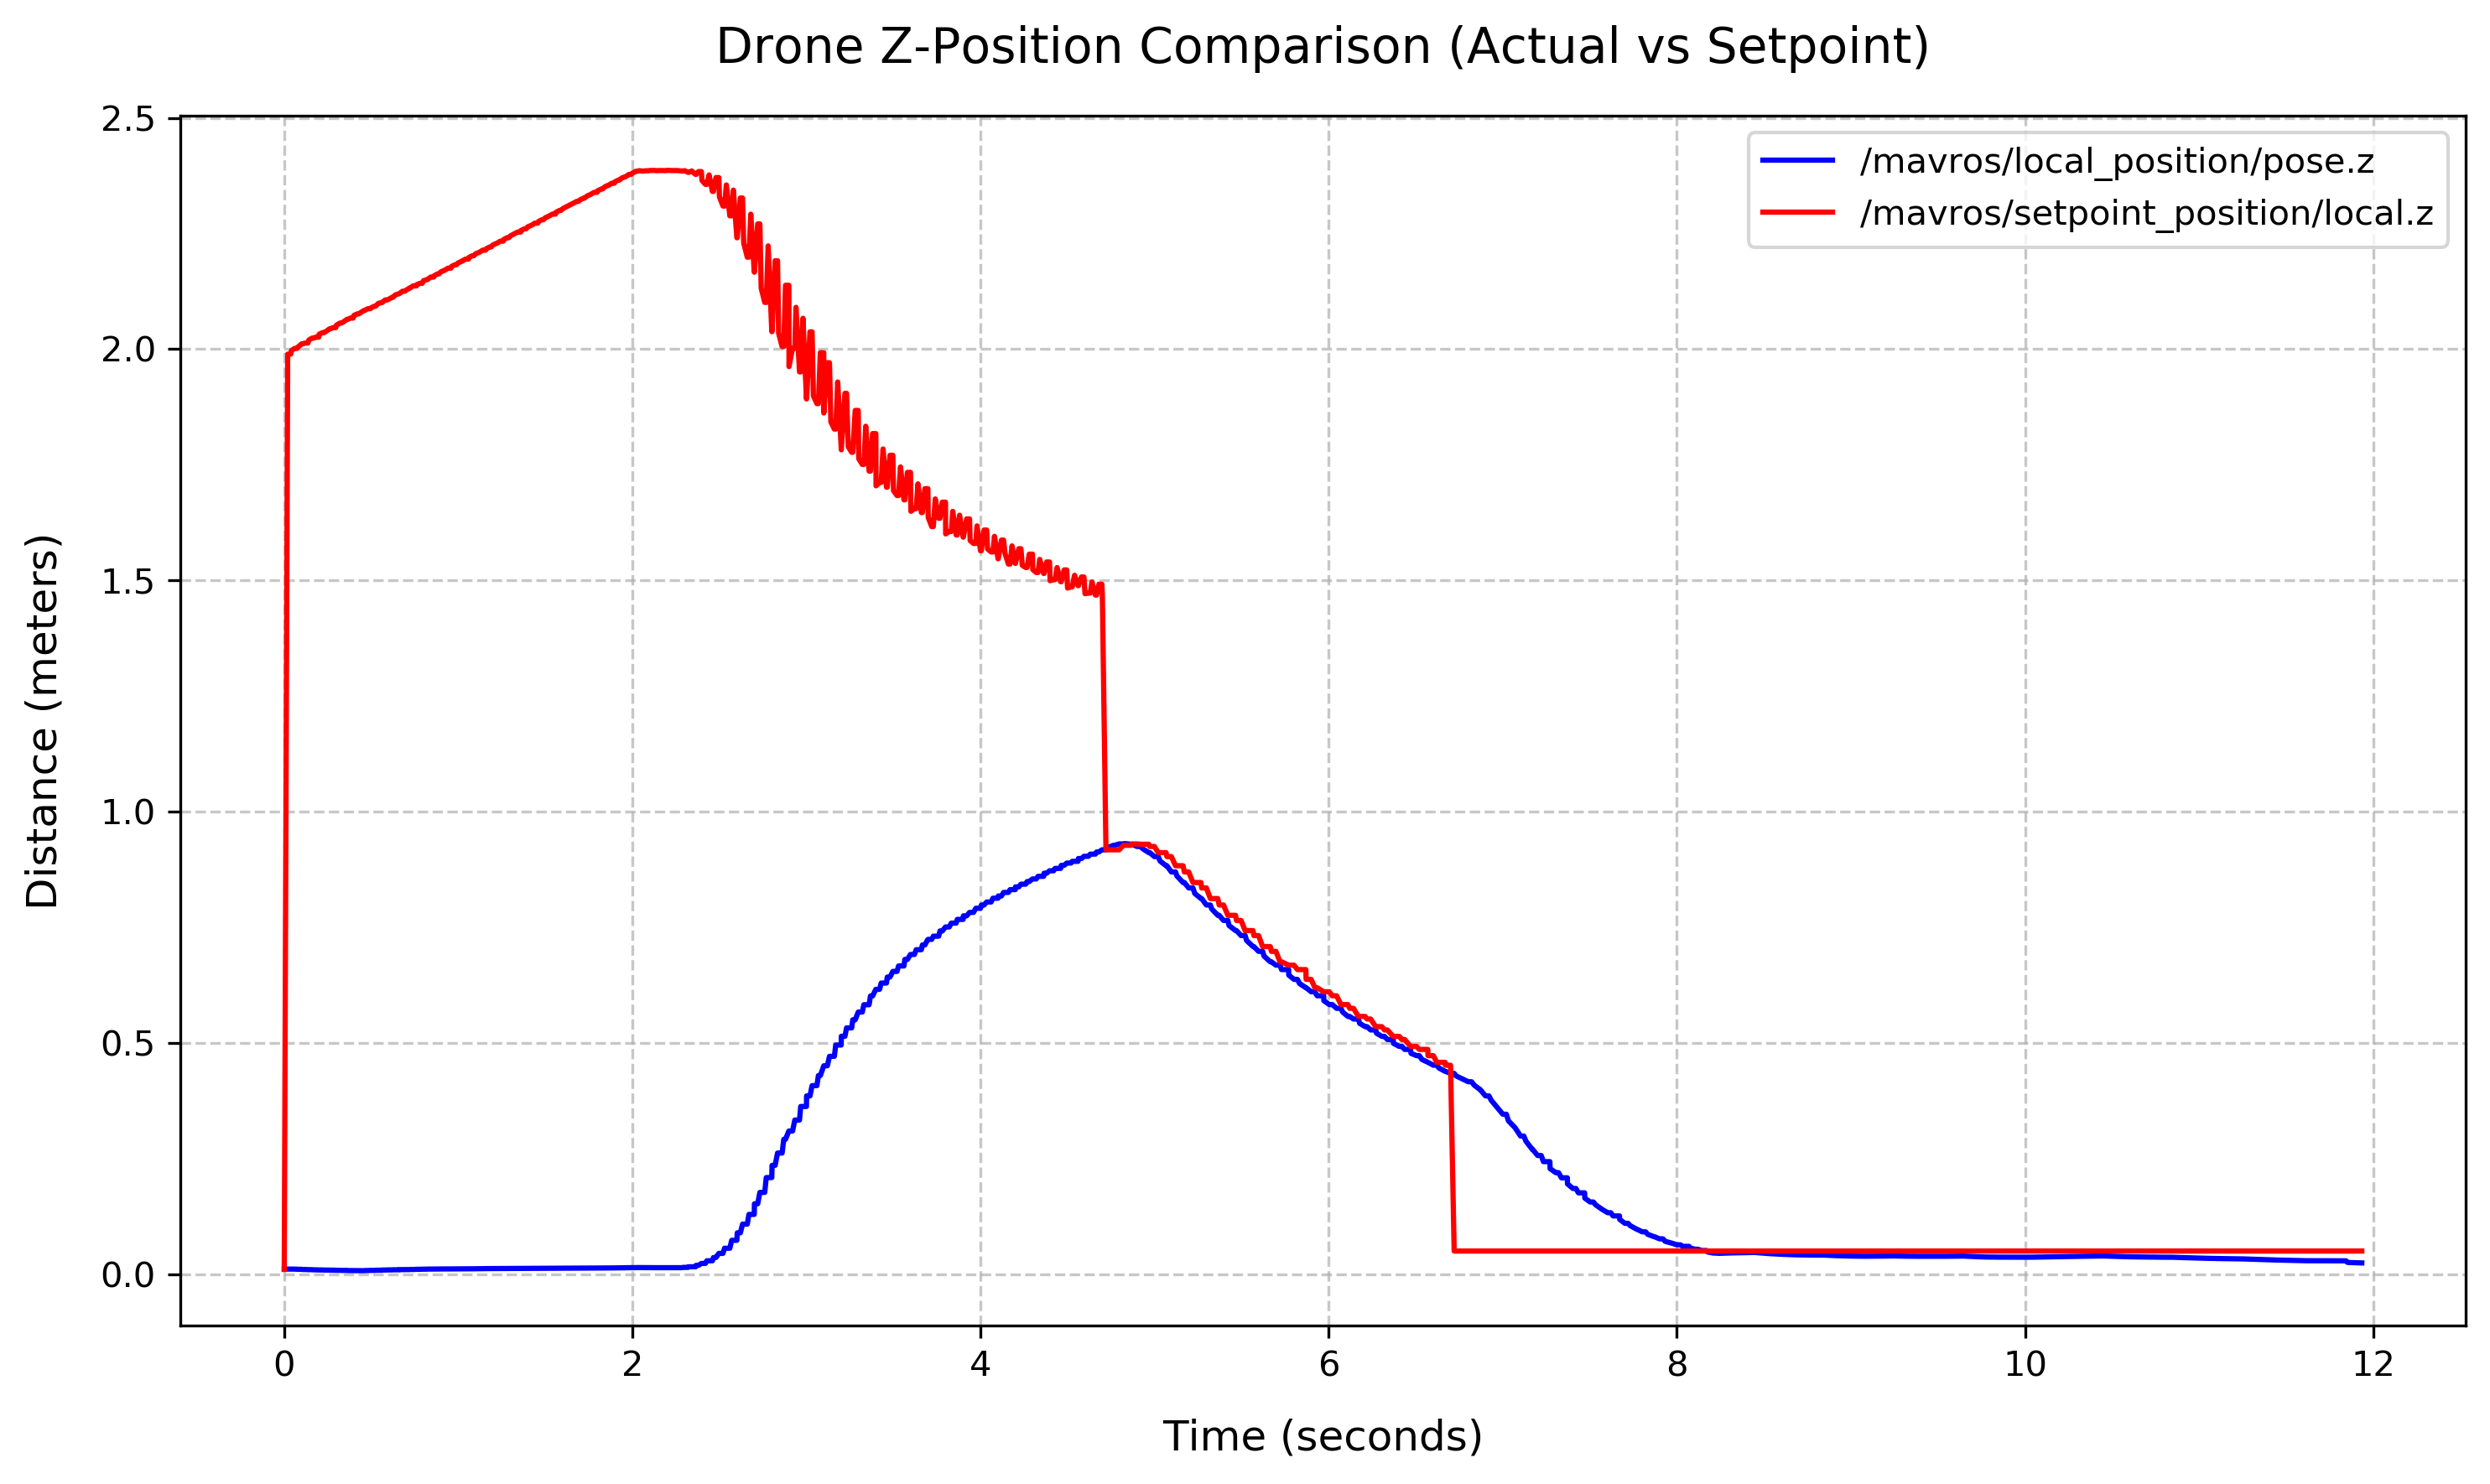 Drone Z-Position Comparison (Actual vs Setpoint)
/mavros/local_position/pose.z
/mavros/setpoint_position/local.z
Distance (meters)
2.5
2.0
1.5
1.0
0.5
0.0
0 2 4 6 8 10 12
Time (seconds)